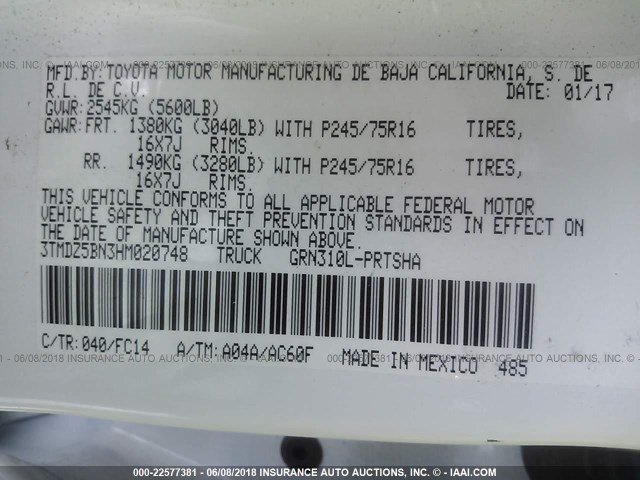 MFD.BY:TOYOTA MOTOR MANUFACTURING DE BAJA CALIFORNIA, S. DE
R.L. DE C.V. DATE: 01/17
GVWR:2545KG (5600LB)
GAWR:FRT. 1380KG (3040LB) WITH P245/75R16 TIRES,
16X7J RIMS.
RR. 1490KG (3280LB) WITH P245/75R16 TIRES,
16X7J RIMS.
THIS VEHICLE CONFORMS TO ALL APPLICABLE FEDERAL MOTOR
VEHICLE SAFETY AND THEFT PREVENTION STANDARDS IN EFFECT ON
THE DATE OF MANUFACTURE SHOWN ABOVE.
3TMDZ5BN3HM020748 TRUCK GRN310L-PRTSHA
C/TR:040/FC14 A/TM:A04A/AC60F MADE IN MEXICO 485
000-22577381 - 06/08/2018 - INSURANCE AUTO AUCTIONS, INC. - © - IAAI.COM